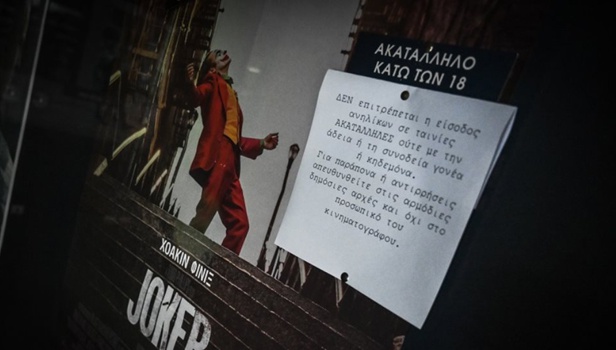 ΑΚΑΤΑΛΛΗΛΟ
ΚΑΤΩ ΤΩΝ 18
ΔΕΝ επιτρέπεται η είσοδος
ανηλίκων σε ταινίες
ΑΚΑΤΑΛΛΗΛΕΣ ούτε με την
άδεια ή τη συνοδεία γονέα
ή κηδεμόνα.
Για παράπονα ή αντιρρήσεις
απευθυνθείτε στις αρμόδιες
δημόσιες αρχές και όχι στο
προσωπικό του
κινηματογράφου.
ΧΟΑΚΙΝ ΦΙΝΙΞ
JOKER